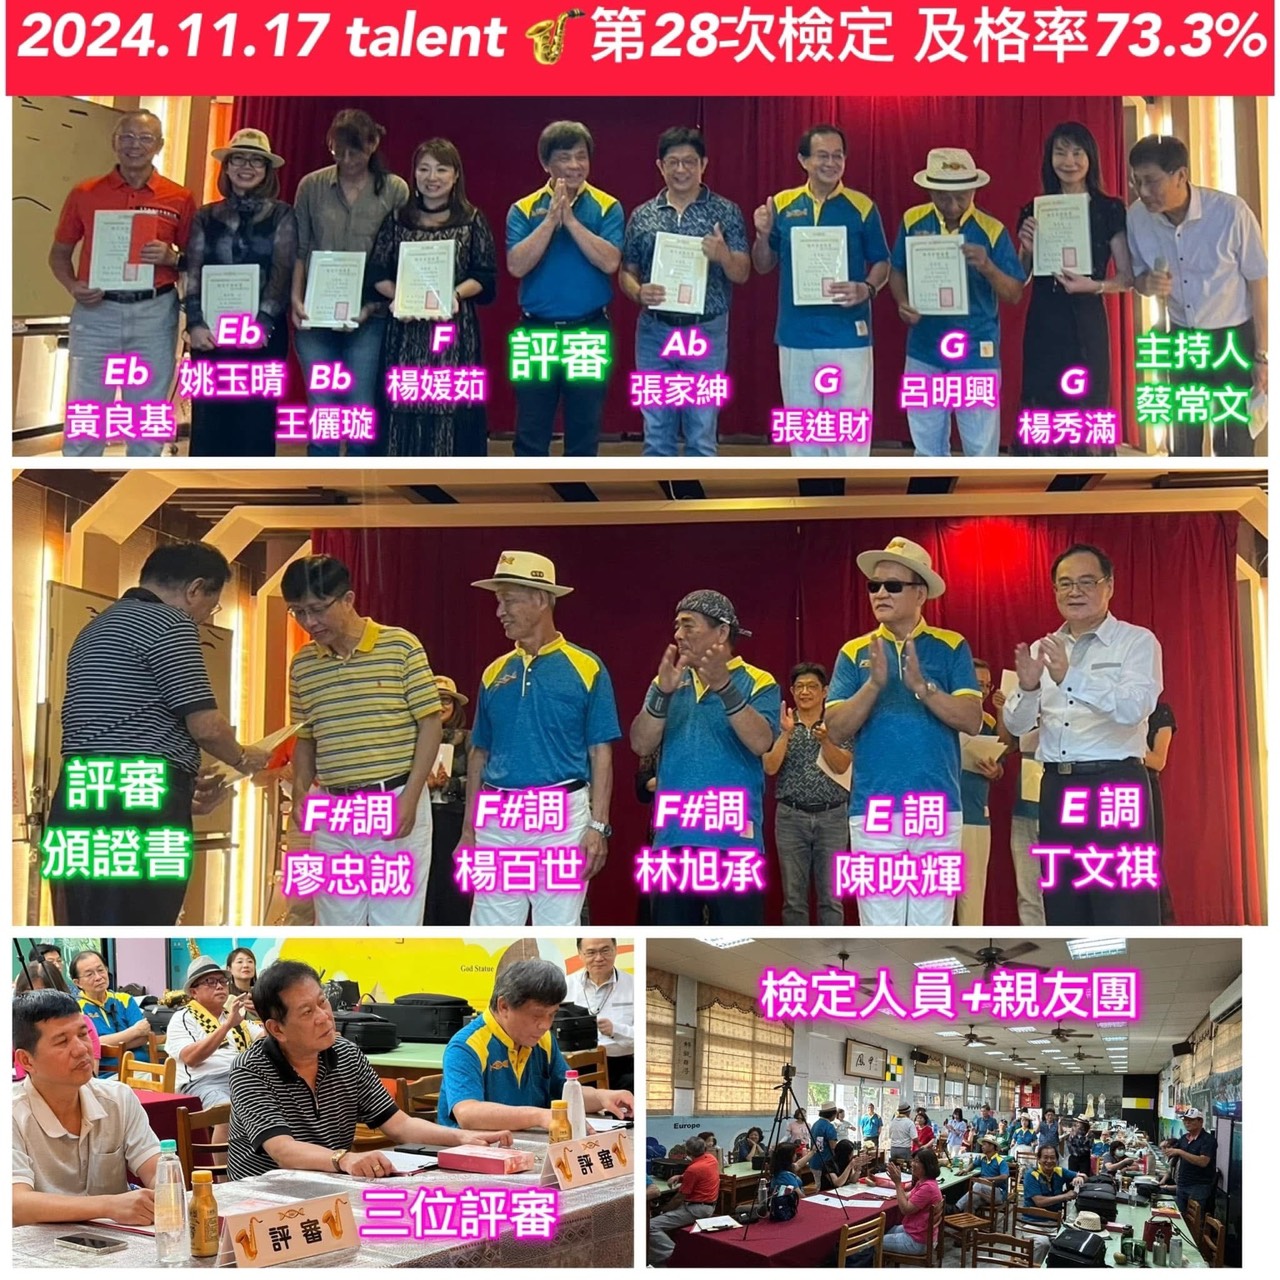 2024.11.17 talent 🎷第28次檢定 及格率73.3%
Eb
黃良基
Eb
姚玉晴
Bb
王儷璇
F
楊媛茹
評審
Ab
張家紳
G
張進財
G
呂明興
G
楊秀滿
主持人
蔡常文
評審
頒證書
F#調
廖忠誠
F#調
楊百世
F#調
林旭承
E 調
陳映輝
E 調
丁文祺
God Statue
評審
評審
三位評審
檢定人員+親友團
Europe